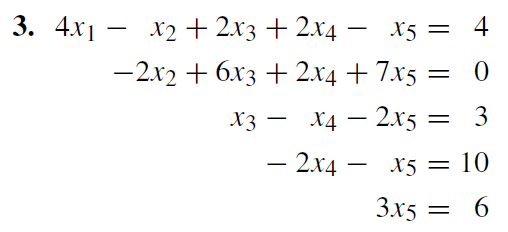 3. 4x₁ − x₂ + 2x₃ + 2x₄ − x₅ = 4
−2x₂ + 6x₃ + 2x₄ + 7x₅ = 0
x₃ − x₄ − 2x₅ = 3
− 2x₄ − x₅ = 10
3x₅ = 6